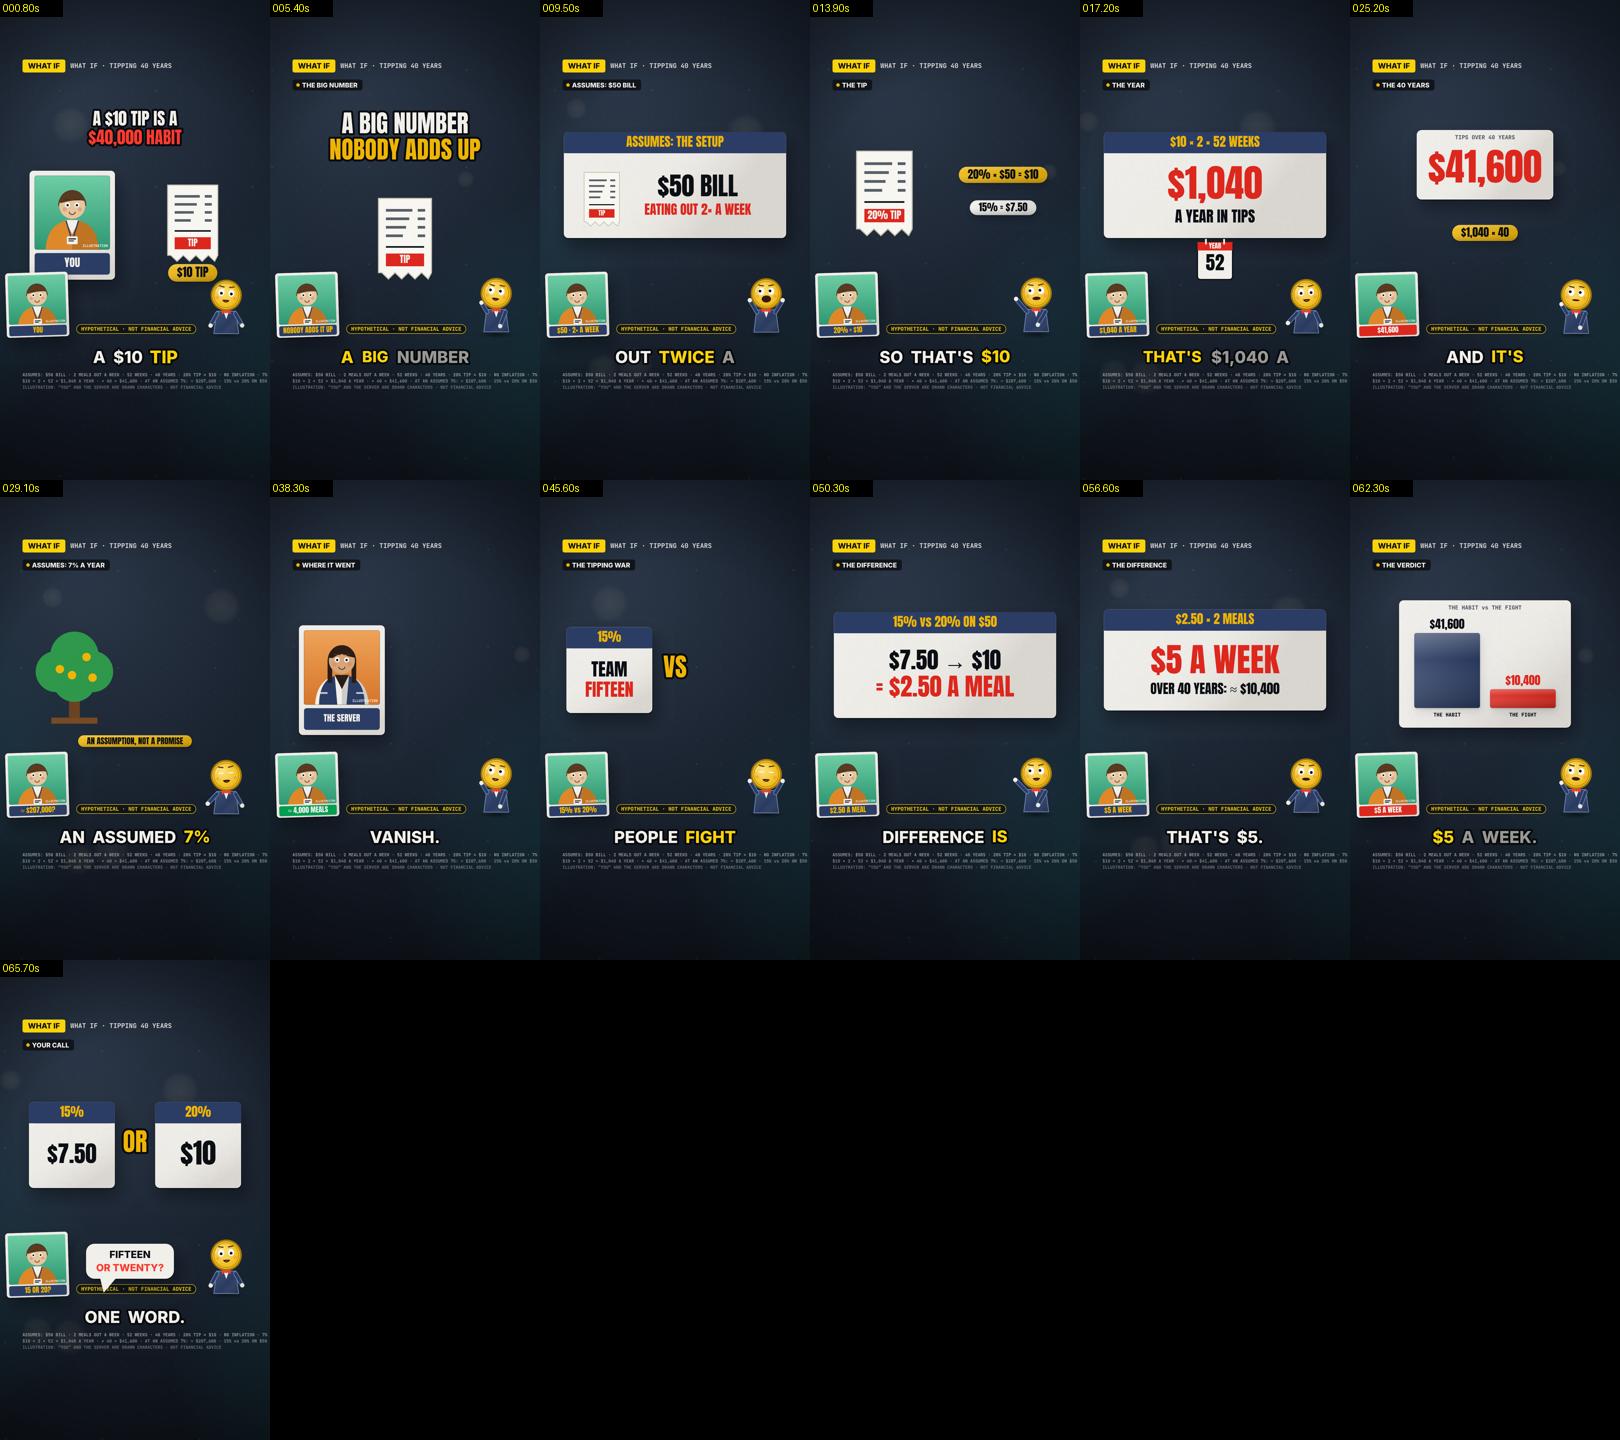 000.80s
WHAT IF WHAT IF · TIPPING 40 YEARS
A $10 TIP IS A
$40,000 HABIT
ILLUSTRATION
TIP
YOU
$10 TIP
YOU
HYPOTHETICAL · NOT FINANCIAL ADVICE
A $10 TIP
005.40s
WHAT IF WHAT IF · TIPPING 40 YEARS
THE BIG NUMBER
A BIG NUMBER
NOBODY ADDS UP
TIP
NOBODY ADDS IT UP
HYPOTHETICAL · NOT FINANCIAL ADVICE
A BIG NUMBER
009.50s
WHAT IF WHAT IF · TIPPING 40 YEARS
ASSUMES: $50 BILL
ASSUMES: THE SETUP
$50 BILL
EATING OUT 2× A WEEK
TIP
$50 · 2× A WEEK
HYPOTHETICAL · NOT FINANCIAL ADVICE
OUT TWICE A
013.90s
WHAT IF WHAT IF · TIPPING 40 YEARS
THE TIP
20% × $50 = $10
15% = $7.50
20% TIP
20% = $10
HYPOTHETICAL · NOT FINANCIAL ADVICE
SO THAT'S $10
017.20s
WHAT IF WHAT IF · TIPPING 40 YEARS
THE YEAR
$10 × 2 × 52 WEEKS
$1,040
A YEAR IN TIPS
YEAR
52
$1,040 A YEAR
HYPOTHETICAL · NOT FINANCIAL ADVICE
THAT'S $1,040 A
025.20s
WHAT IF WHAT IF · TIPPING 40 YEARS
THE 40 YEARS
TIPS OVER 40 YEARS
$41,600
$1,040 × 40
$41,600
HYPOTHETICAL · NOT FINANCIAL ADVICE
AND IT'S
029.10s
WHAT IF WHAT IF · TIPPING 40 YEARS
ASSUMES: 7% A YEAR
AN ASSUMPTION, NOT A PROMISE
HYPOTHETICAL · NOT FINANCIAL ADVICE
AN ASSUMED 7%
038.30s
WHAT IF WHAT IF · TIPPING 40 YEARS
WHERE IT WENT
ILLUSTRATION
THE SERVER
≈ 4,000 MEALS
HYPOTHETICAL · NOT FINANCIAL ADVICE
VANISH.
045.60s
WHAT IF WHAT IF · TIPPING 40 YEARS
THE TIPPING WAR
15%
TEAM
FIFTEEN
VS
15% vs 20%
HYPOTHETICAL · NOT FINANCIAL ADVICE
PEOPLE FIGHT
050.30s
WHAT IF WHAT IF · TIPPING 40 YEARS
THE DIFFERENCE
15% vs 20% ON $50
$7.50 → $10
= $2.50 A MEAL
$2.50 A MEAL
HYPOTHETICAL · NOT FINANCIAL ADVICE
DIFFERENCE IS
056.60s
WHAT IF WHAT IF · TIPPING 40 YEARS
THE DIFFERENCE
$2.50 × 2 MEALS
$5 A WEEK
OVER 40 YEARS: ≈ $10,400
$5 A WEEK
HYPOTHETICAL · NOT FINANCIAL ADVICE
THAT'S $5.
062.30s
WHAT IF WHAT IF · TIPPING 40 YEARS
THE VERDICT
THE HABIT vs THE FIGHT
$41,600
$10,400
THE HABIT THE FIGHT
$5 A WEEK
HYPOTHETICAL · NOT FINANCIAL ADVICE
$5 A WEEK.
065.70s
WHAT IF WHAT IF · TIPPING 40 YEARS
YOUR CALL
15%
$7.50
OR
20%
$10
FIFTEEN
OR TWENTY?
15 OR 20?
NOT FINANCIAL ADVICE
ONE WORD.
ILLUSTRATION: "YOU" AND THE SERVER ARE DRAWN CHARACTERS · NOT FINANCIAL ADVICE